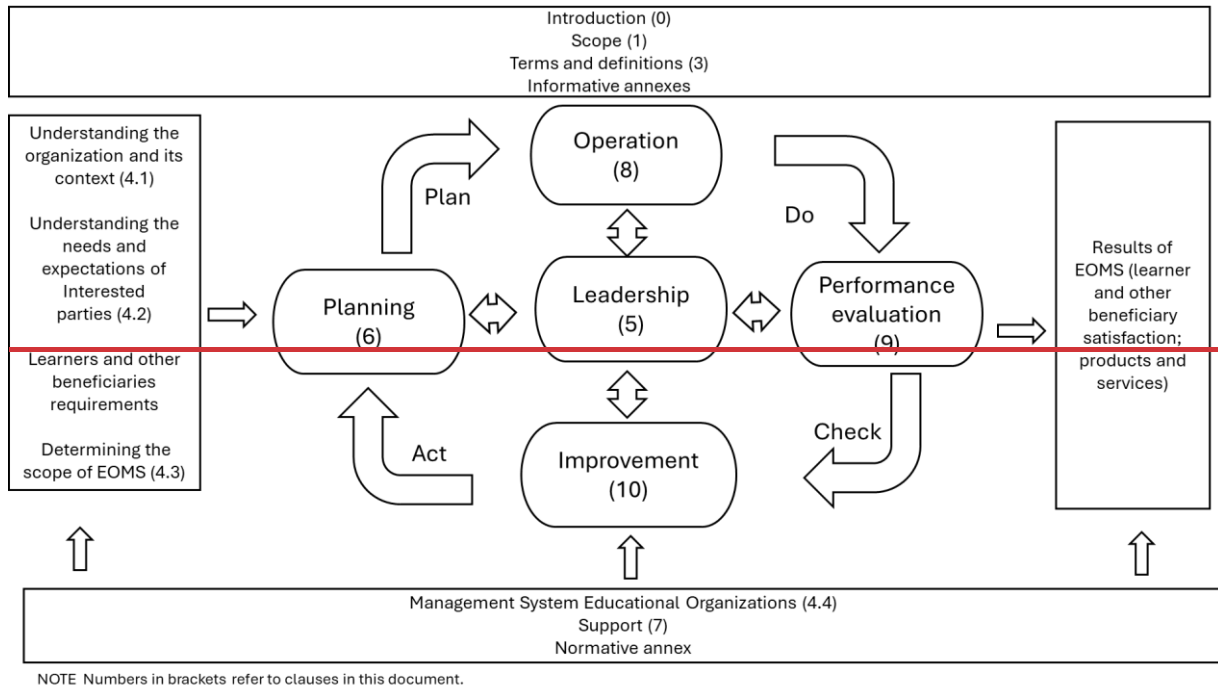 Introduction (0)
Scope (1)
Terms and definitions (3)
Informative annexes
Understanding the
organization and its
context (4.1)
Understanding the
needs and
expectations of
Interested
parties (4.2)
Learners and other
beneficiaries
requirements
Determining the
scope of EOMS (4.3)
Plan
Operation
(8)
Do
Planning
(6)
Leadership
(5)
Performance
evaluation
(9)
Act
Improvement
(10)
Check
Results of
EOMS (learner
and other
beneficiary
satisfaction;
products and
services)
Management System Educational Organizations (4.4)
Support (7)
Normative annex
NOTE Numbers in brackets refer to clauses in this document.